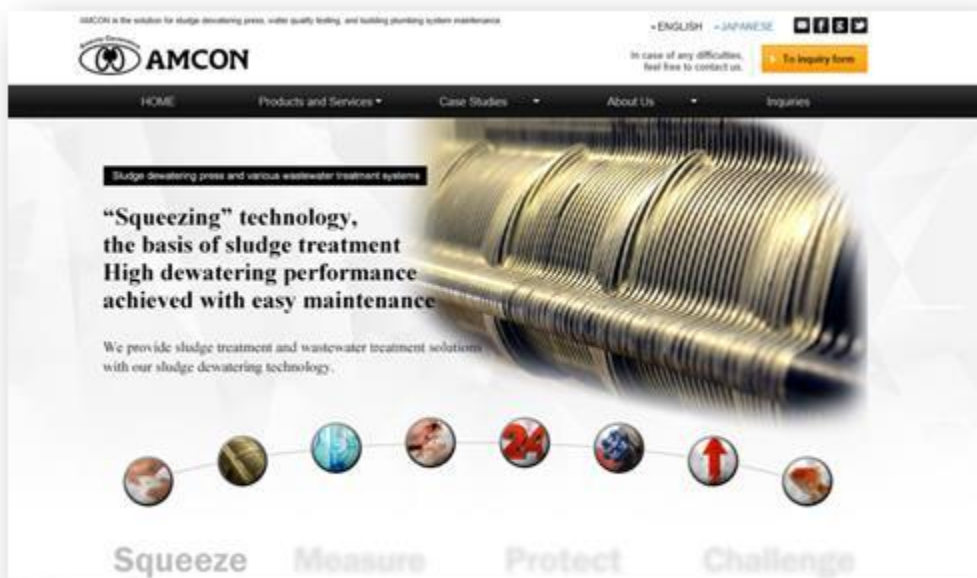 AMCON is the solution for sludge dewatering press, water quality testing, and building plumbing system maintenance.
ENGLISH JAPANESE
AMCON
In case of any difficulties,
feel free to contact us.
To inquiry form
HOME Products and Services Case Studies About Us Inquiries
Sludge dewatering press and various wastewater treatment systems
“Squeezing” technology,
the basis of sludge treatment
High dewatering performance
achieved with easy maintenance
We provide sludge treatment and wastewater treatment solutions
with our sludge dewatering technology.
24
Squeeze Measure Protect Challenge